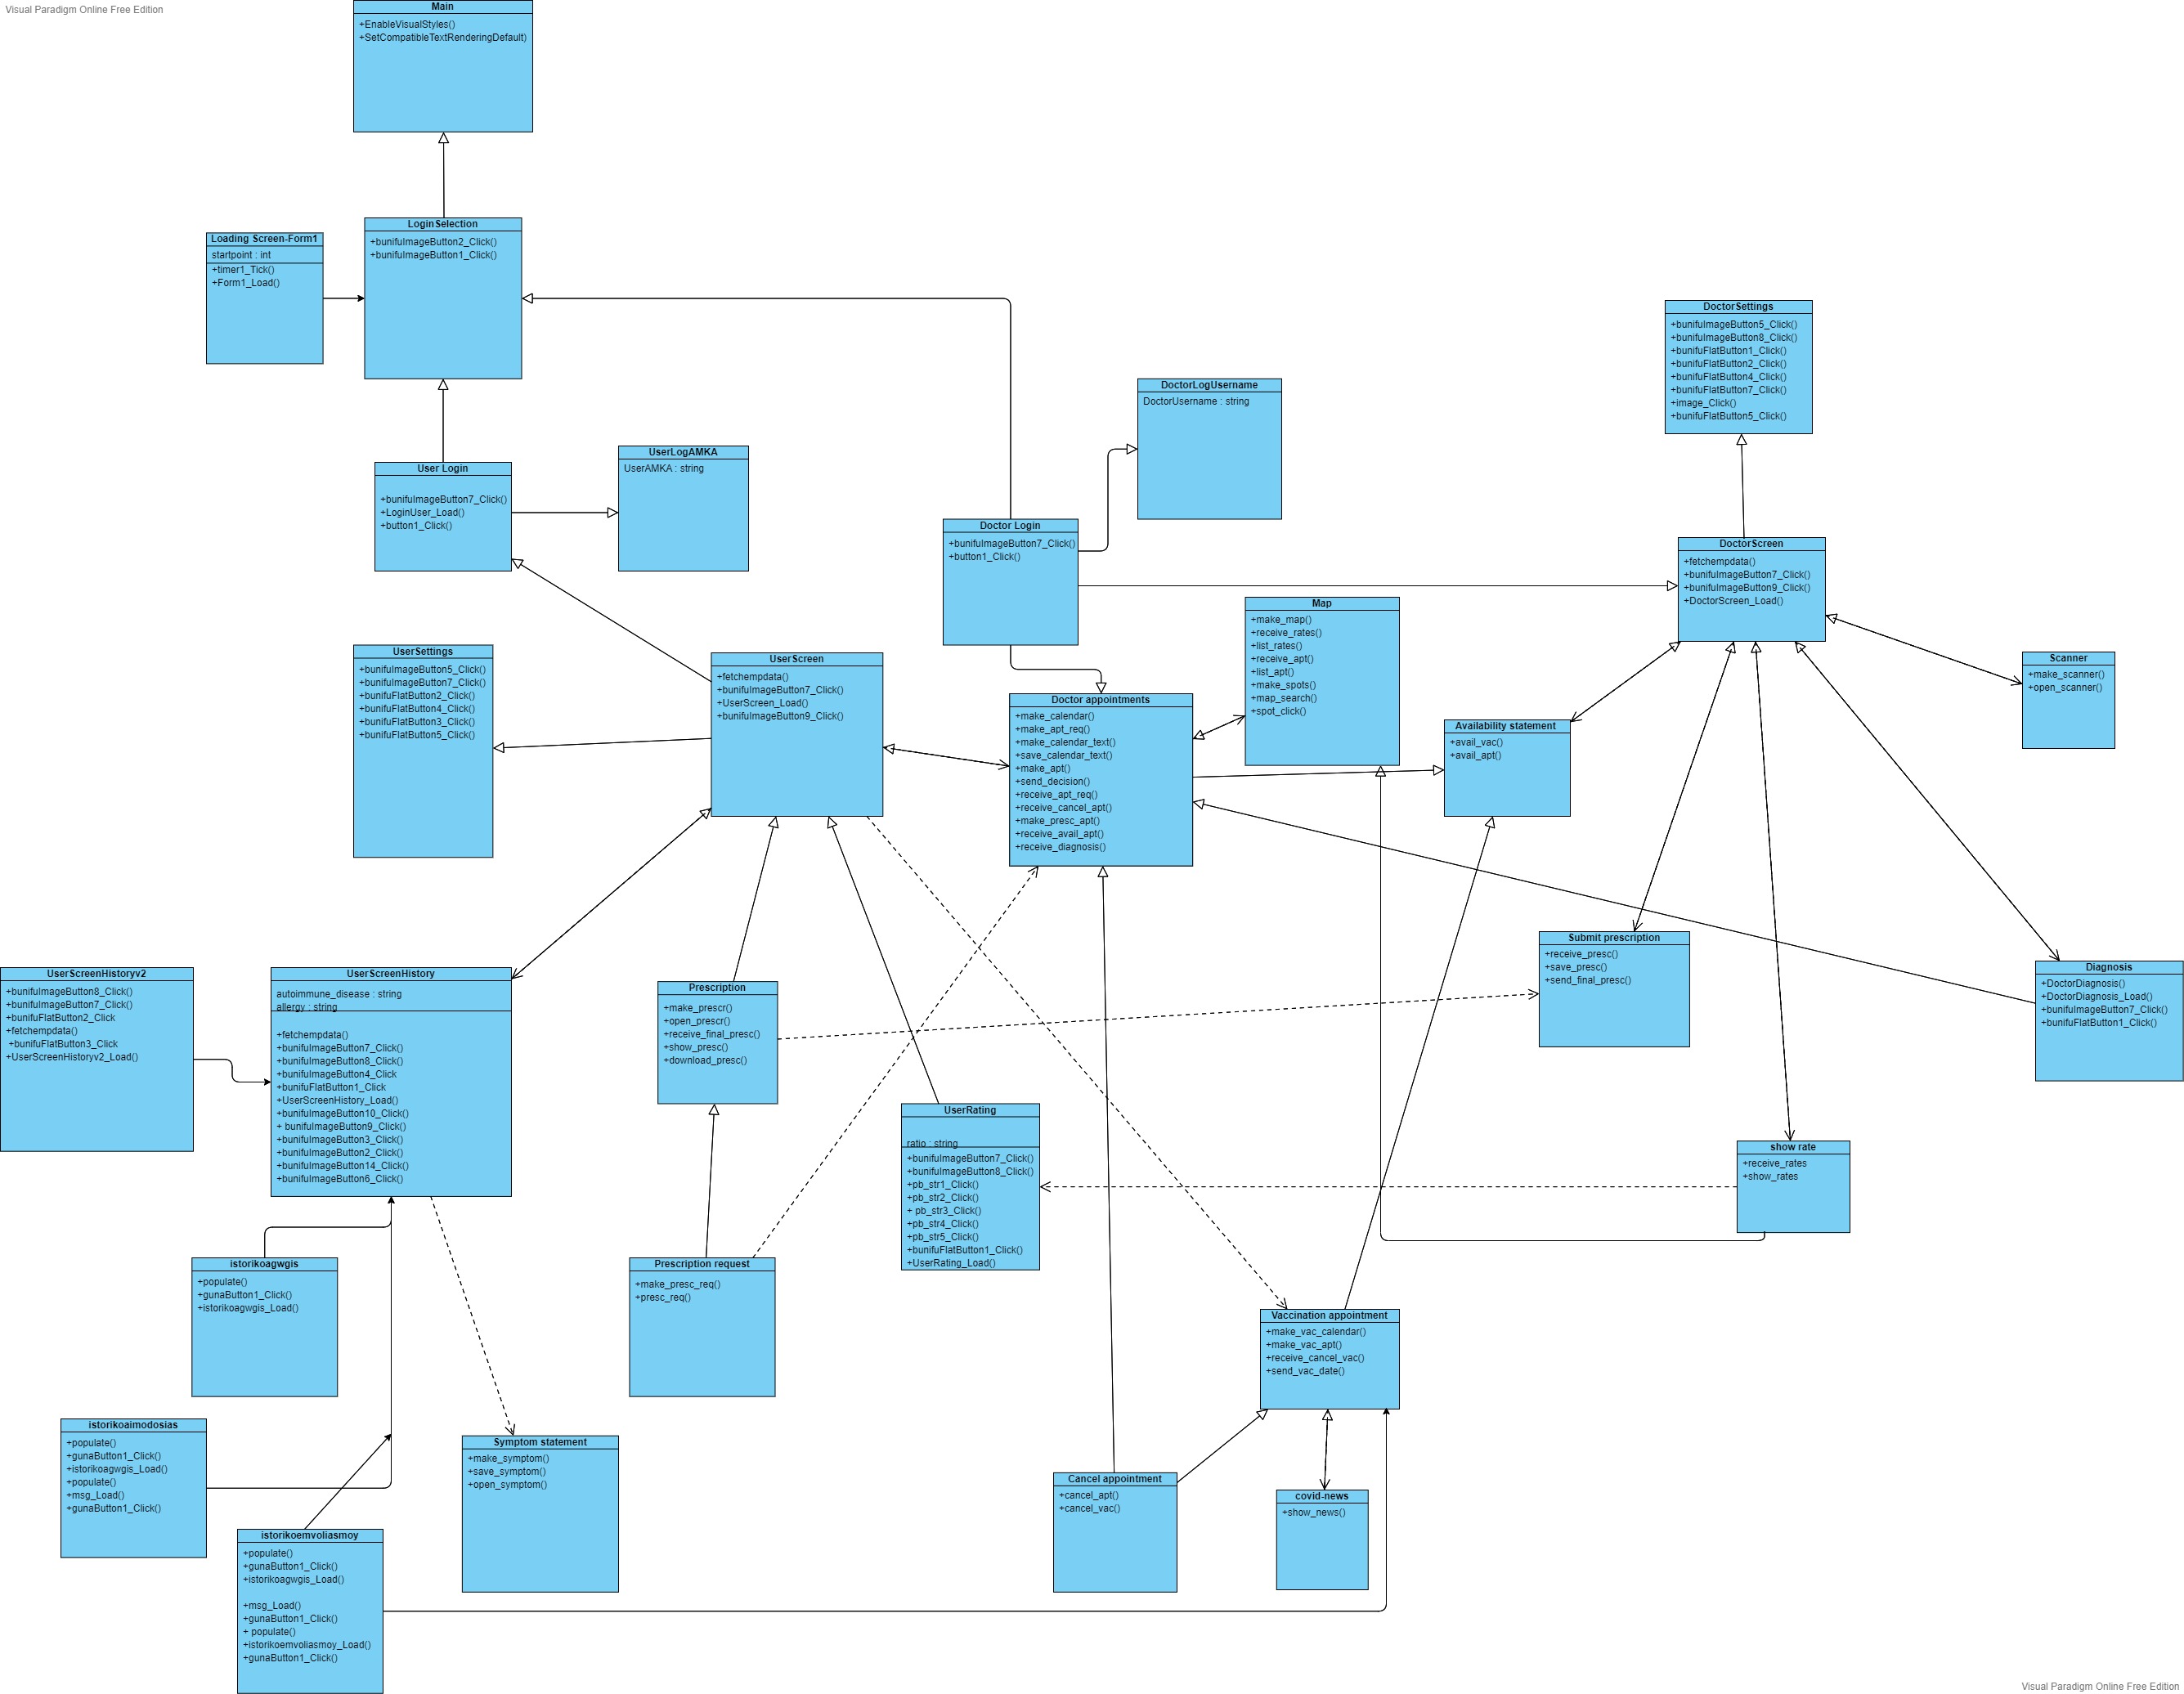 Visual Paradigm Online Free Edition
Main
+EnableVisualStyles()
+SetCompatibleTextRenderingDefault)
LoginSelection
+bunifuImageButton2_Click()
+bunifuImageButton1_Click()
Loading Screen-Form1
startpoint : int
+timer1_Tick()
+Form1_Load()
DoctorSettings
+bunifuImageButton5_Click()
+bunifuImageButton8_Click()
+bunifuFlatButton1_Click()
+bunifuFlatButton2_Click()
+bunifuFlatButton4_Click()
+bunifuFlatButton7_Click()
+image_Click()
+bunifuFlatButton5_Click()
DoctorLogUsername
DoctorUsername : string
UserLogAMKA
UserAMKA : string
User Login
+bunifuImageButton7_Click()
+LoginUser_Load()
+button1_Click()
Doctor Login
+bunifuImageButton7_Click()
+button1_Click()
DoctorScreen
+fetchempdata()
+bunifuImageButton7_Click()
+bunifuImageButton9_Click()
+DoctorScreen_Load()
Map
+make_map()
+receive_rates()
+list_rates()
+receive_apt()
+list_apt()
+make_spots()
+map_search()
+spot_click()
UserSettings
+bunifuImageButton5_Click()
+bunifuImageButton7_Click()
+bunifuFlatButton2_Click()
+bunifuFlatButton4_Click()
+bunifuFlatButton3_Click()
+bunifuFlatButton5_Click()
UserScreen
+fetchempdata()
+bunifuImageButton7_Click()
+UserScreen_Load()
+bunifuImageButton9_Click()
Scanner
+make_scanner()
+open_scanner()
Doctor appointments
+make_calendar()
+make_apt_req()
+make_calendar_text()
+save_calendar_text()
+make_apt()
+send_decision()
+receive_apt_req()
+receive_cancel_apt()
+make_presc_apt()
+receive_avail_apt()
+receive_diagnosis()
Availability statement
+avail_vac()
+avail_apt()
Submit prescription
+receive_presc()
+save_presc()
+send_final_presc()
Diagnosis
+DoctorDiagnosis()
+DoctorDiagnosis_Load()
+bunifuImageButton7_Click()
+bunifuFlatButton1_Click()
UserScreenHistoryv2
+bunifuImageButton8_Click()
+bunifuImageButton7_Click()
+bunifuFlatButton2_Click
+fetchempdata()
+bunifuFlatButton3_Click
+UserScreenHistoryv2_Load()
UserScreenHistory
autoimmune_disease : string
allergy : string
+fetchempdata()
+bunifuImageButton7_Click()
+bunifuImageButton8_Click()
+bunifuImageButton4_Click
+bunifuFlatButton1_Click
+UserScreenHistory_Load()
+bunifuImageButton10_Click()
+ bunifuImageButton9_Click()
+bunifuImageButton3_Click()
+bunifuImageButton2_Click()
+bunifuImageButton14_Click()
+bunifuImageButton6_Click()
Prescription
+make_prescr()
+open_prescr()
+receive_final_presc()
+show_presc()
+download_presc()
UserRating
ratio : string
+bunifuImageButton7_Click()
+bunifuImageButton8_Click()
+pb_str1_Click()
+pb_str2_Click()
+ pb_str3_Click()
+pb_str4_Click()
+pb_str5_Click()
+bunifuFlatButton1_Click()
+UserRating_Load()
show rate
+receive_rates
+show_rates
istorikoagwgis
+populate()
+gunaButton1_Click()
+istorikoagwgis_Load()
Prescription request
+make_presc_req()
+presc_req()
Vaccination appointment
+make_vac_calendar()
+make_vac_apt()
+receive_cancel_vac()
+send_vac_date()
istorikoaimodosias
+populate()
+gunaButton1_Click()
+istorikoagwgis_Load()
+populate()
+msg_Load()
+gunaButton1_Click()
Symptom statement
+make_symptom()
+save_symptom()
+open_symptom()
Cancel appointment
+cancel_apt()
+cancel_vac()
covid-news
+show_news()
istorikoemvoliasmoy
+populate()
+gunaButton1_Click()
+istorikoagwgis_Load()
+msg_Load()
+gunaButton1_Click()
+ populate()
+istorikoemvoliasmoy_Load()
+gunaButton1_Click()
Visual Paradigm Online Free Edition